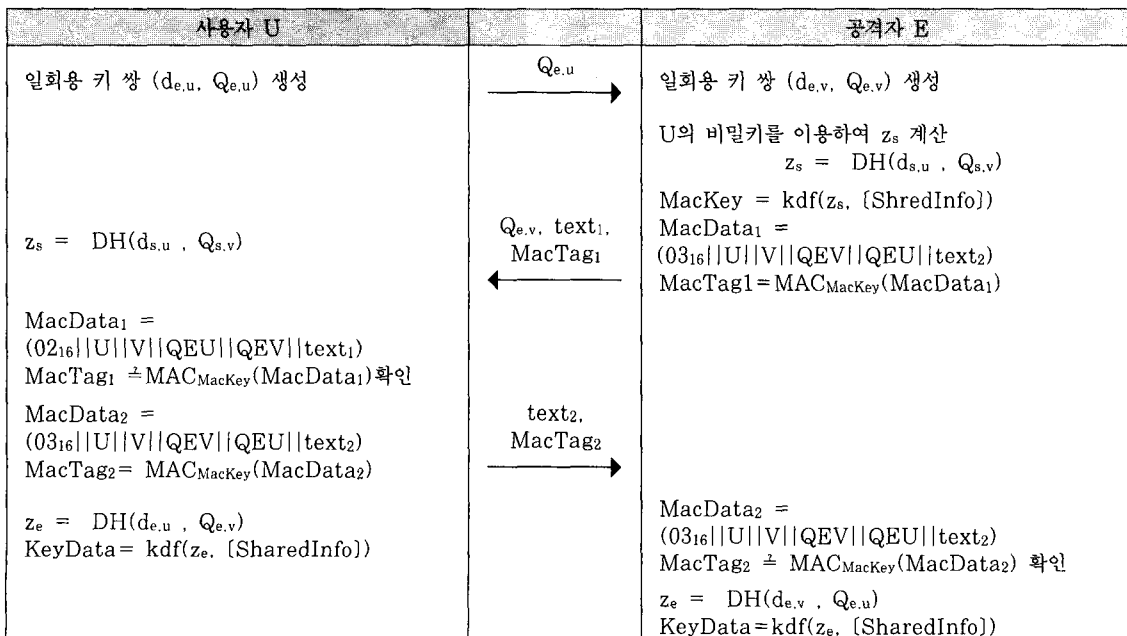 사용자 U
공격자 E
일회용 키 쌍 (de,u, Qe,u) 생성
Qe,u
일회용 키 쌍 (de,v, Qe,v) 생성
U의 비밀키를 이용하여 zs 계산
zs = DH(ds,u , Qs,v)
MacKey = kdf(zs, [ShredInfo])
zs = DH(ds,u , Qs,v)
Qe,v, text1,
MacTag1
MacData1 =
(0316||U||V||QEV||QEU||text2)
MacTag1=MACMacKey(MacData1)
MacData1 =
(0216||U||V||QEU||QEV||text1)
MacTag1 ≟MACMacKey(MacData1)확인
MacData2 =
(0316||U||V||QEV||QEU||text2)
MacTag2= MACMacKey(MacData2)
text2,
MacTag2
ze = DH(de,u , Qe,v)
KeyData= kdf(ze, [SharedInfo])
MacData2 =
(0316||U||V||QEV||QEU||text2)
MacTag2 ≟ MACMacKey(MacData2) 확인
ze = DH(de,v , Qe,u)
KeyData=kdf(ze, [SharedInfo])